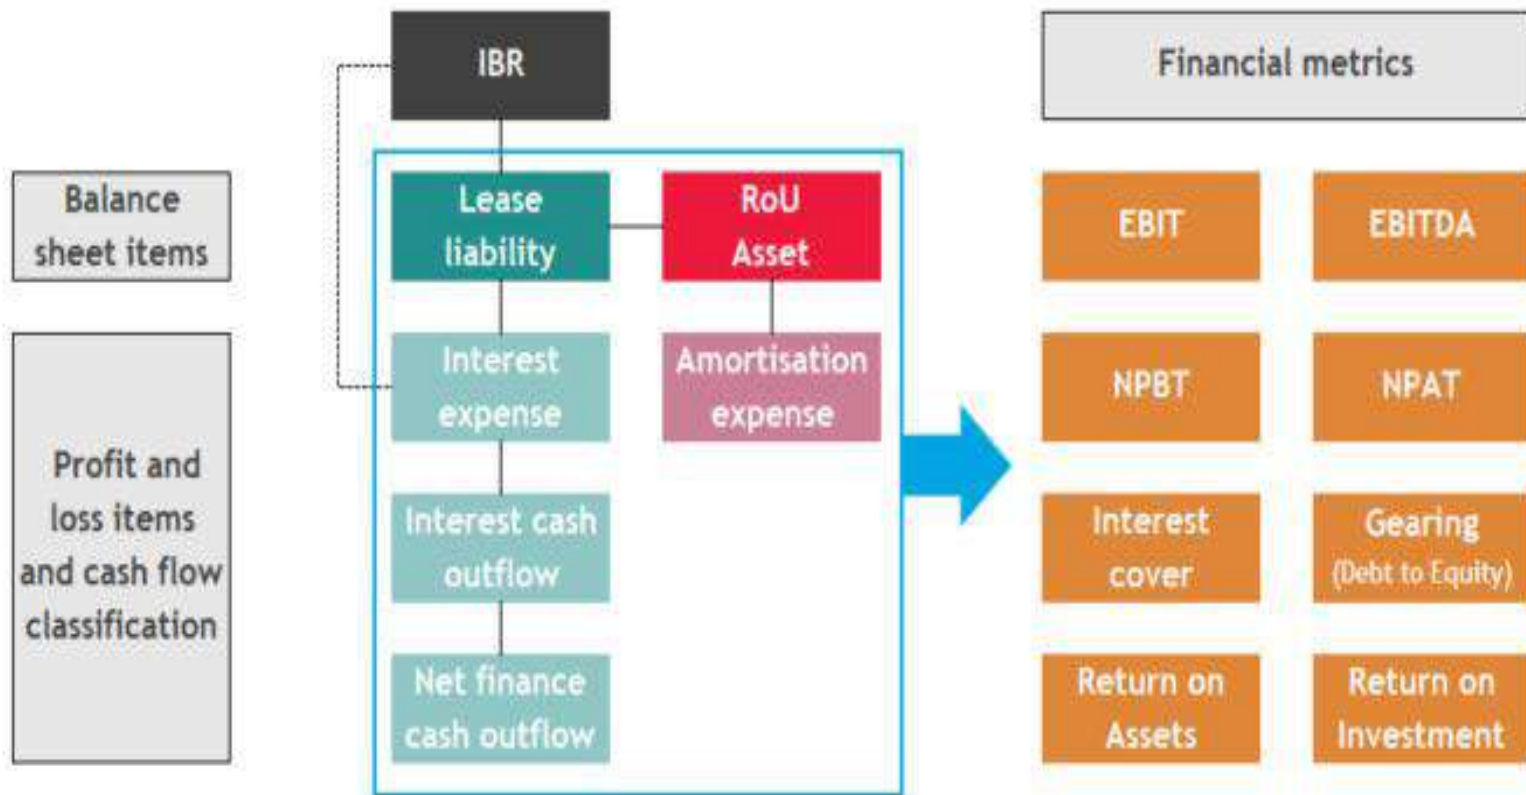 IBR
Financial metrics
Balance
sheet items
Lease
liability
RoU
Asset
EBIT
EBITDA
Profit and
loss items
and cash flow
classification
Interest
expense
Amortisation
expense
NPBT
NPAT
Interest cash
outflow
Interest
cover
Gearing
(Debt to Equity)
Net finance
cash outflow
Return on
Assets
Return on
Investment